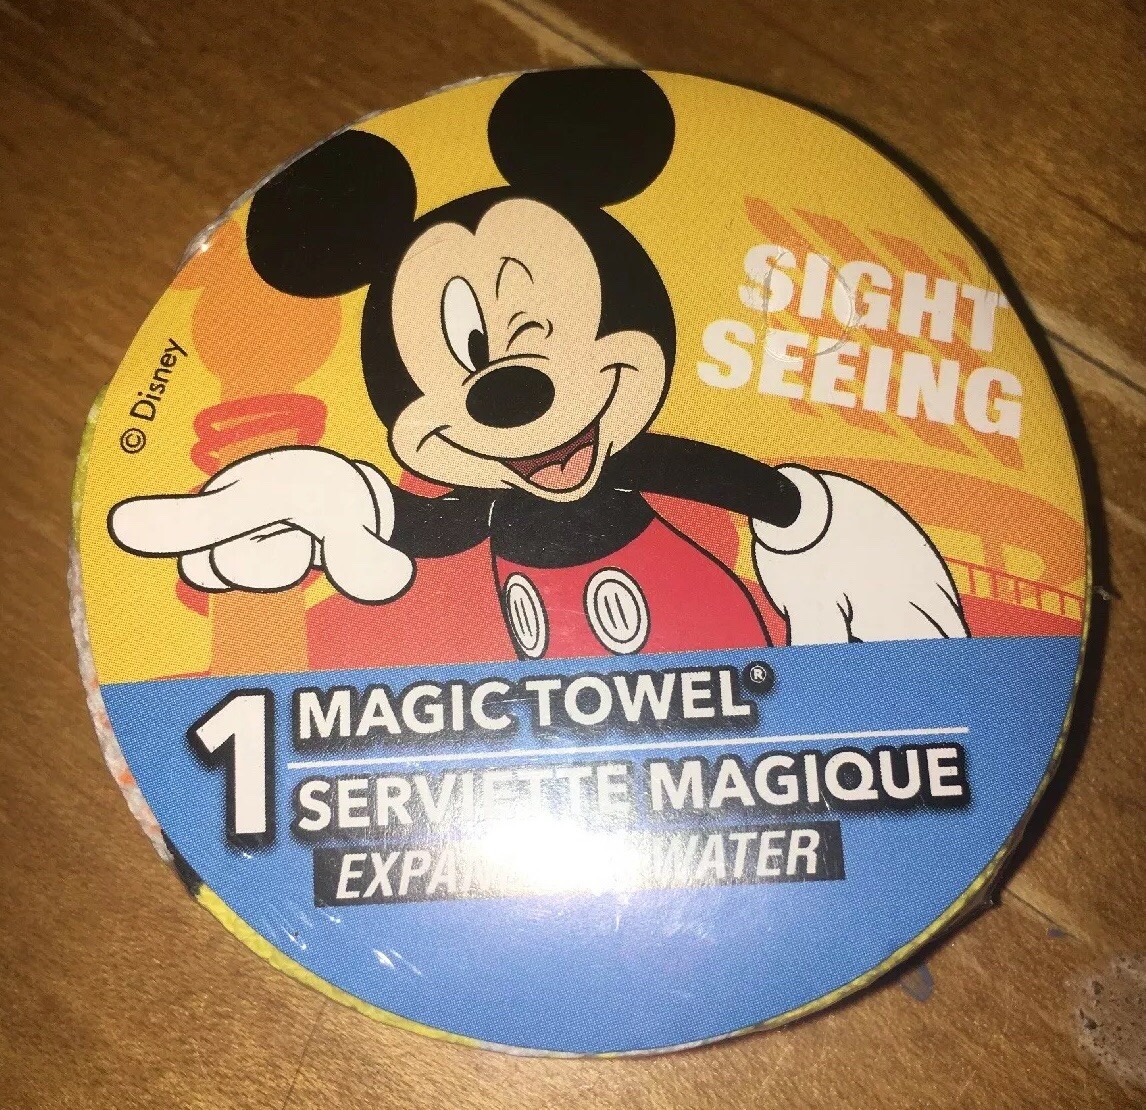 SIGHT
SEEING
© Disney
1 MAGIC TOWEL®
SERVIETTE MAGIQUE
WATER